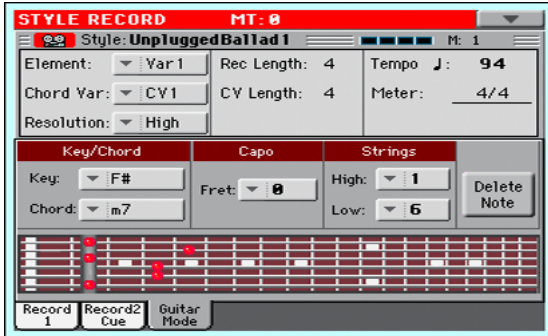 STYLE RECORD MT: 0
Style: UnpluggedBallad1 M: 1
Element: Var1 Rec Length: 4 Tempo ♩: 94
Chord Var: CV1 CV Length: 4 Meter: 4/4
Resolution: High
Key/Chord Capo Strings
Key: F# Fret: 0 High: 1
Chord: m7 Low: 6
Delete
Note
Record
1
Record2
Cue
Guitar
Mode